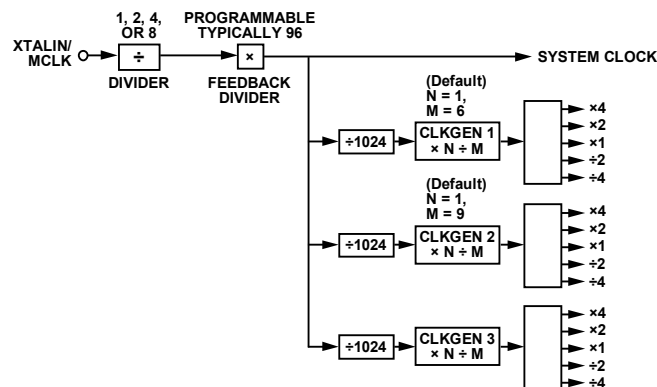 1, 2, 4,
OR 8
PROGRAMMABLE
TYPICALLY 96
XTALIN/
MCLK
÷
×
SYSTEM CLOCK
DIVIDER
FEEDBACK
DIVIDER
(Default)
N = 1,
M = 6
÷1024
CLKGEN 1
× N ÷ M
×4
×2
×1
÷2
÷4
(Default)
N = 1,
M = 9
÷1024
CLKGEN 2
× N ÷ M
×4
×2
×1
÷2
÷4
÷1024
CLKGEN 3
× N ÷ M
×4
×2
×1
÷2
÷4